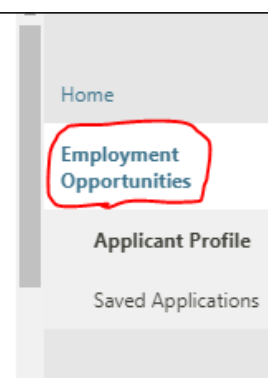 Home
Employment
Opportunities
Applicant Profile
Saved Applications